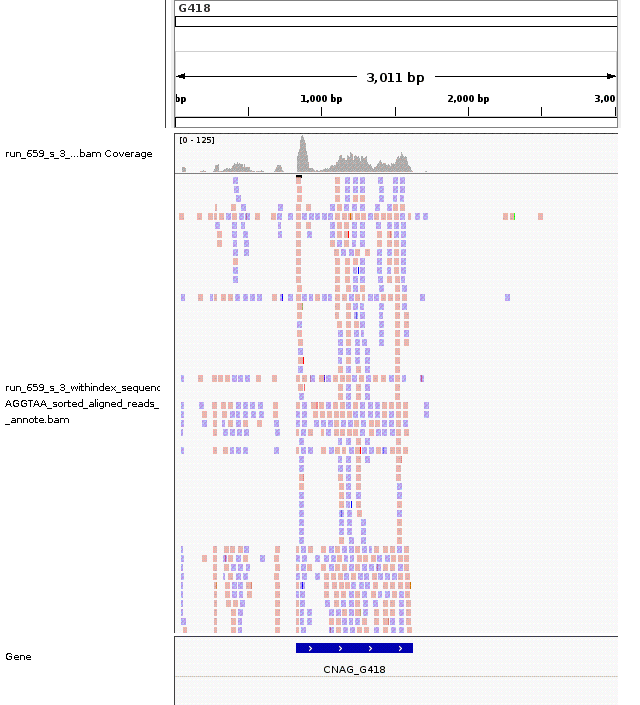 G418
3,011 bp
bp 1,000 bp 2,000 bp 3,00
[0 - 125]
run_659_s_3_...bam Coverage
run_659_s_3_withindex_sequenc
AGGTAA_sorted_aligned_reads_
_annote.bam
Gene
CNAG_G418